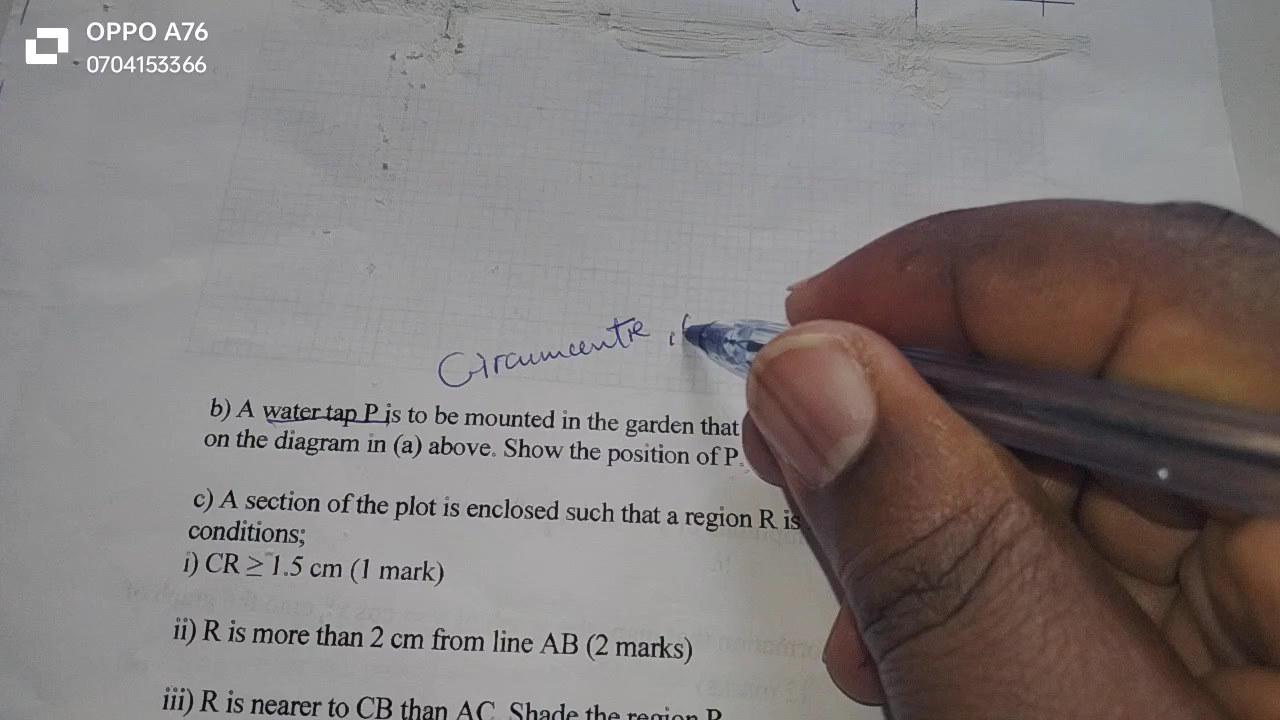 OPPO A76
0704153366
Circumcentre
b) A water tap P is to be mounted in the garden that
on the diagram in (a) above. Show the position of P.
c) A section of the plot is enclosed such that a region R is
conditions;
i) CR ≥ 1.5 cm (1 mark)
ii) R is more than 2 cm from line AB (2 marks)
iii) R is nearer to CB than AC. Shade the region R